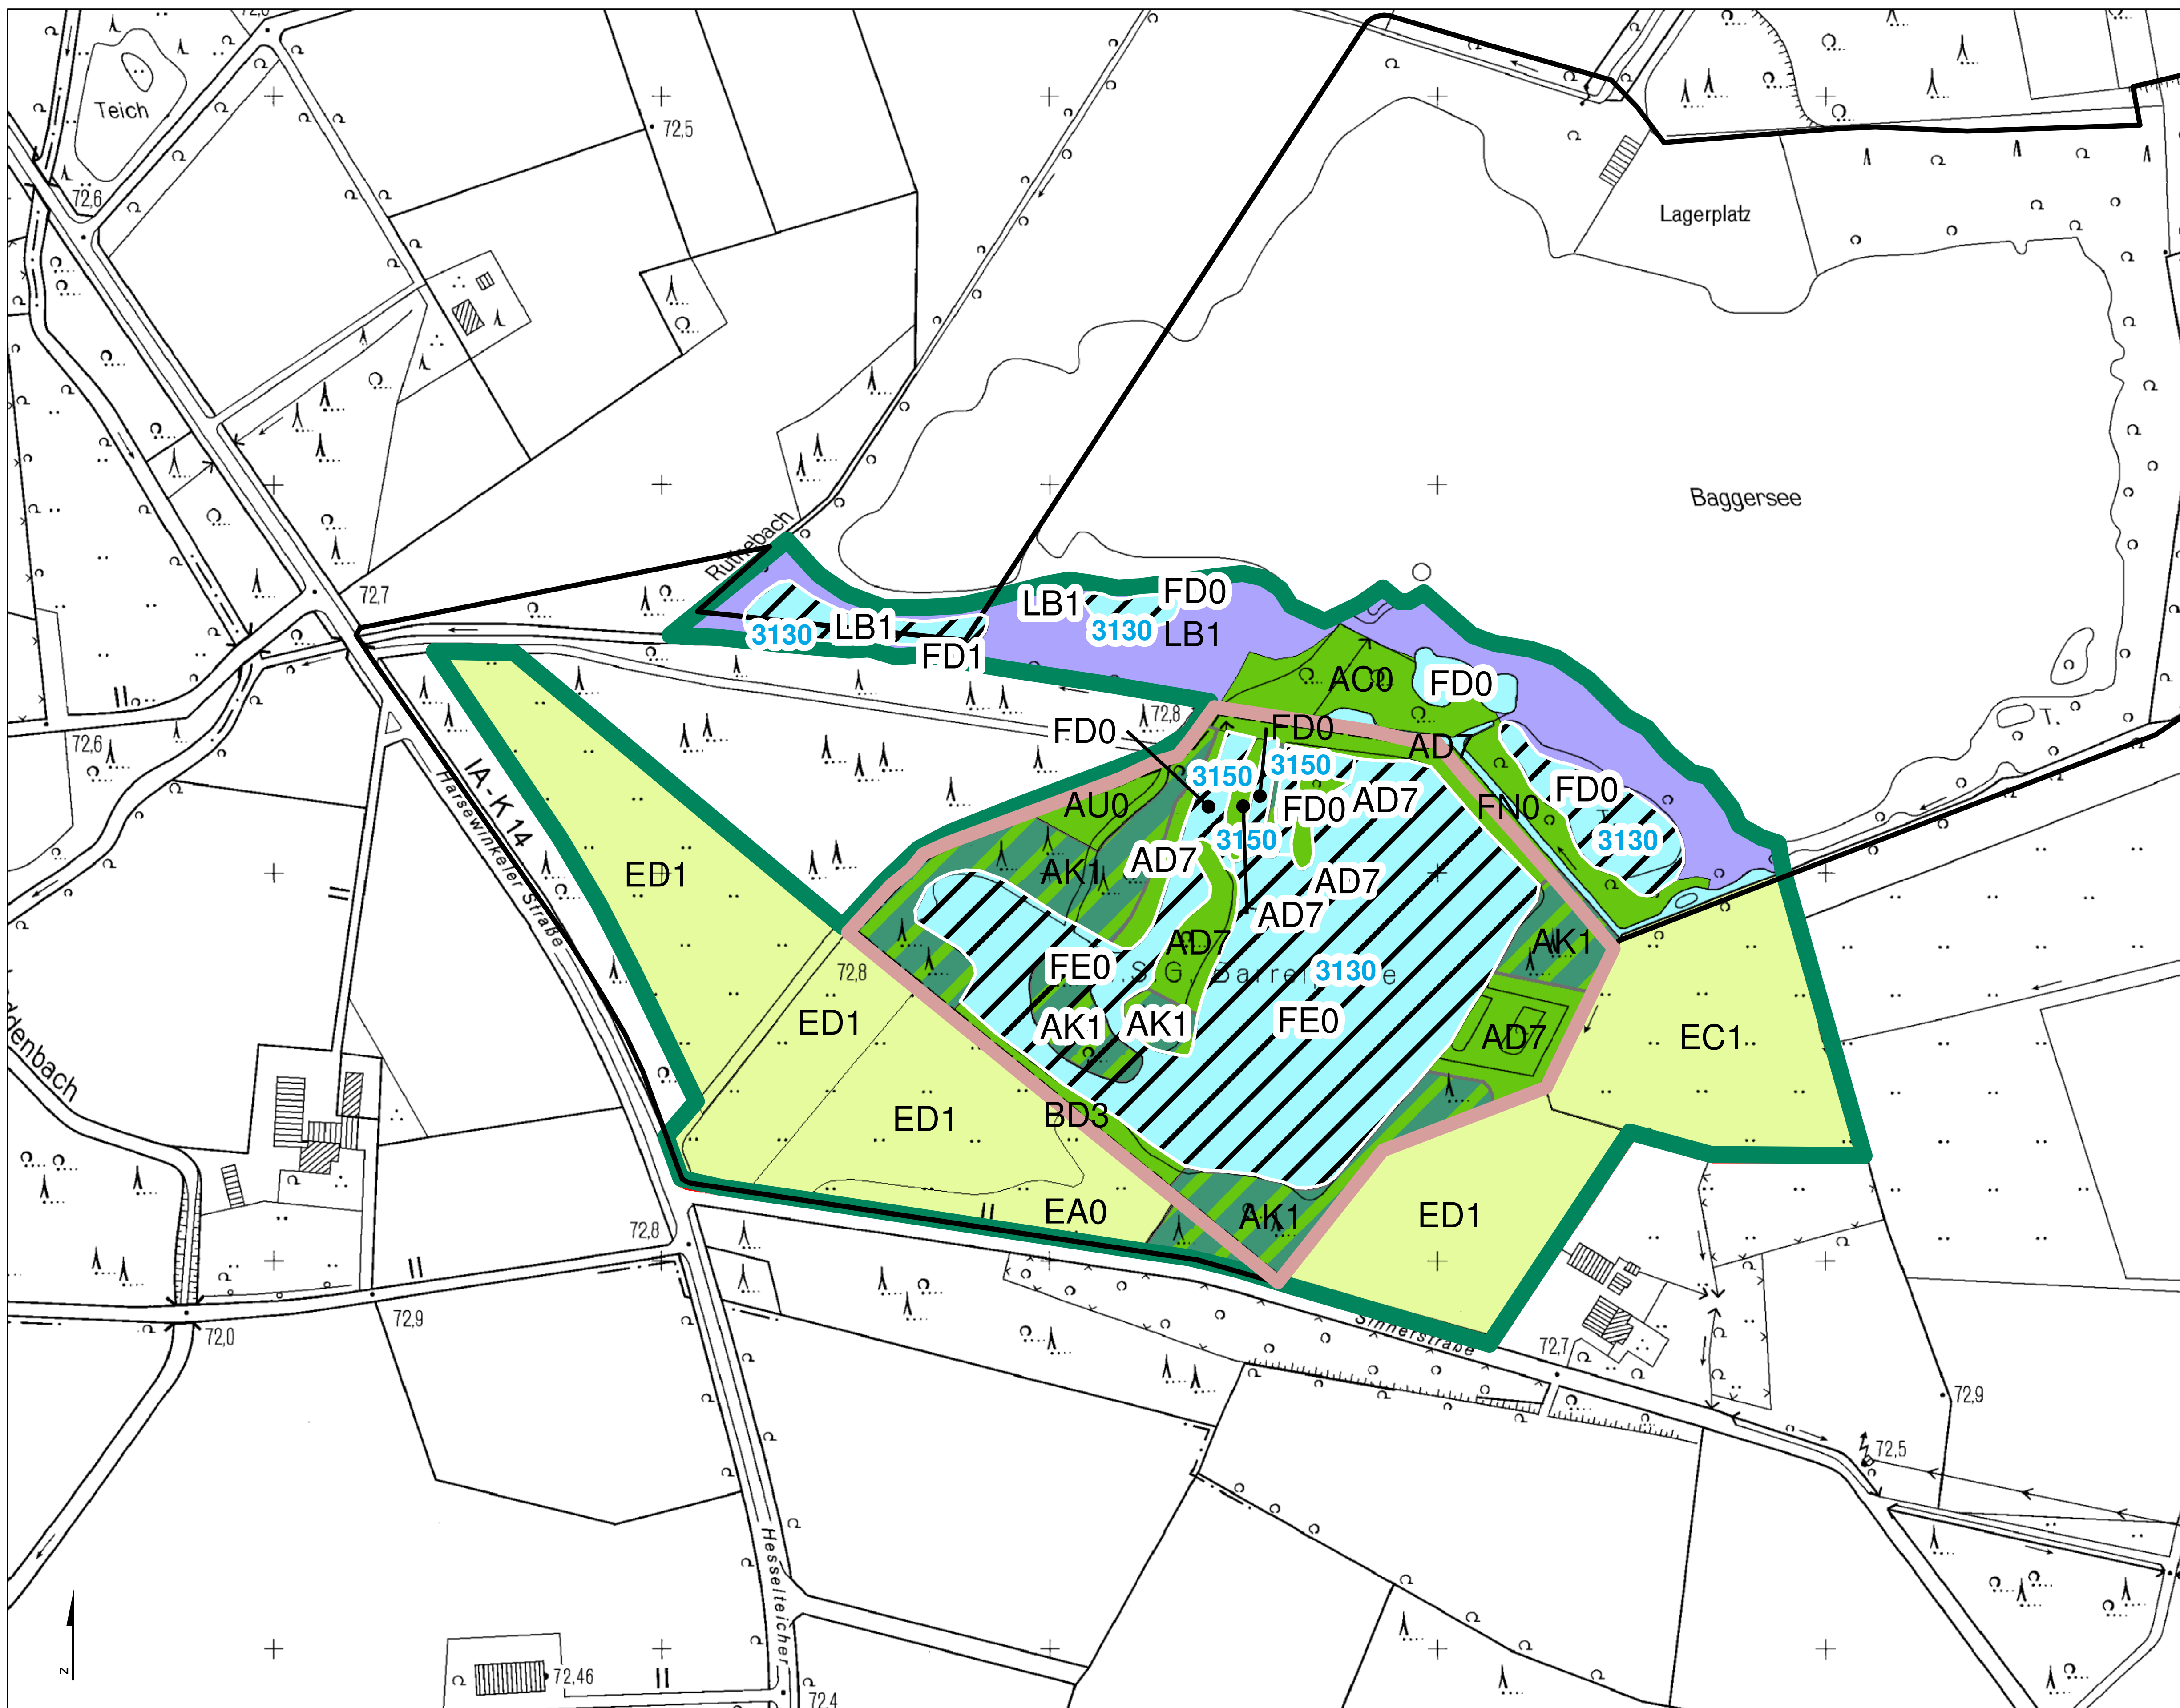 Teich
72,5
72,6
Lagerplatz
Baggersee
72,7
LB1
FD0
3130
LB1
3130
LB1
FD1
AC0
FD0
72,8
FD0
FD0
AD7
T.
72,6
IA-K 14
Harsewinkeler Straße
3150
3150
FD0
AU0
FD0
AD7
FN0
3150
3130
AD7
ED1
AK1
AD7
AD7
AD7
AK1
72,8
FE0
3130
ED1
AK1
AK1
FE0
AD7
EC1
denbach
ED1
BD3
EA0
AK1
ED1
72,8
72,9
72,0
Sinnerstraße
72,7
72,9
72,5
Hesselteicher
72,46
72,4
N